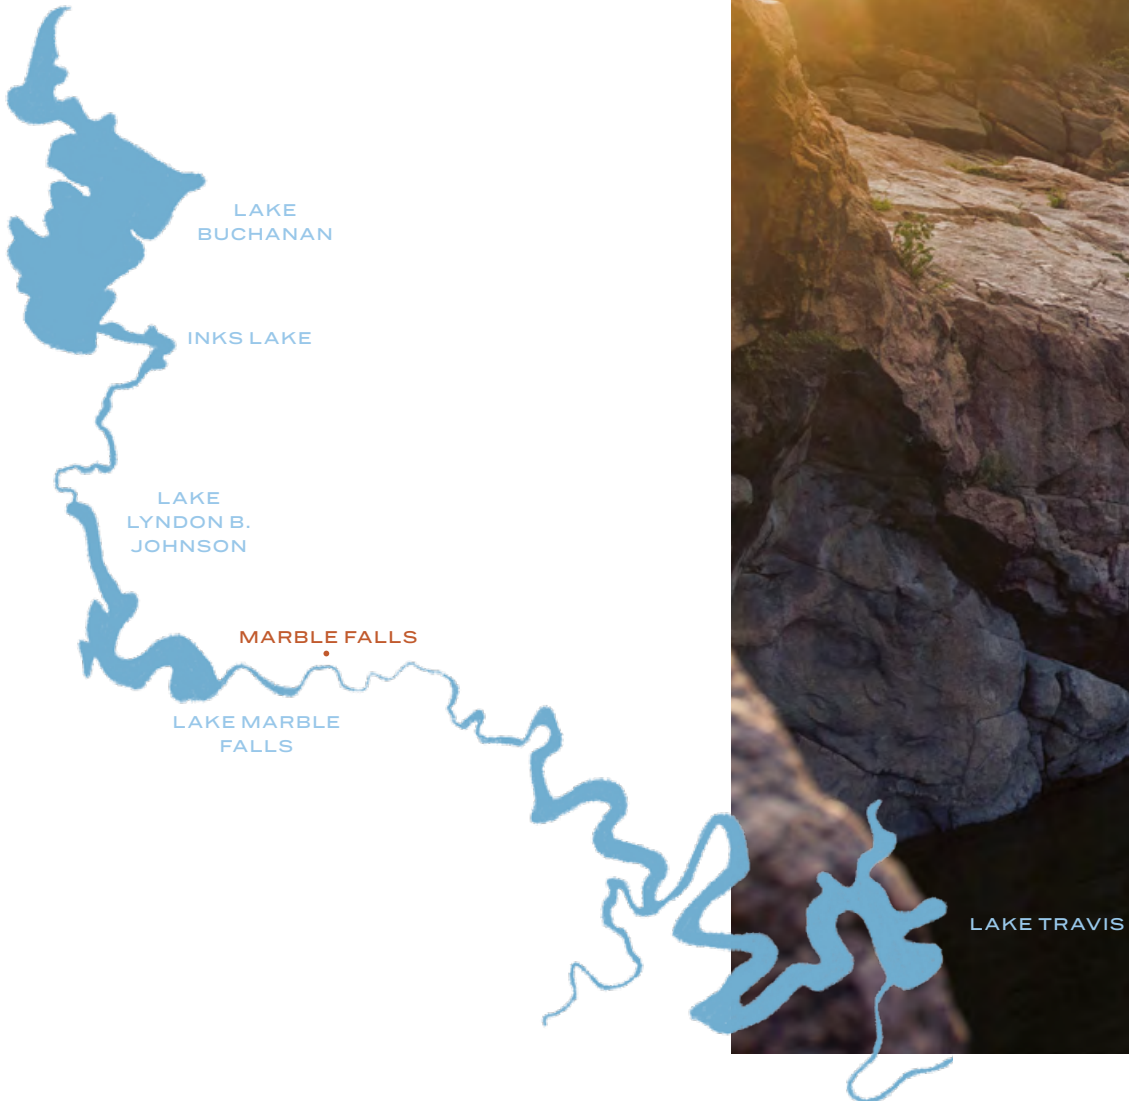 LAKE
BUCHANAN
INKS LAKE
LAKE
LYNDON B.
JOHNSON
MARBLE FALLS
LAKE MARBLE
FALLS
LAKE TRAVIS